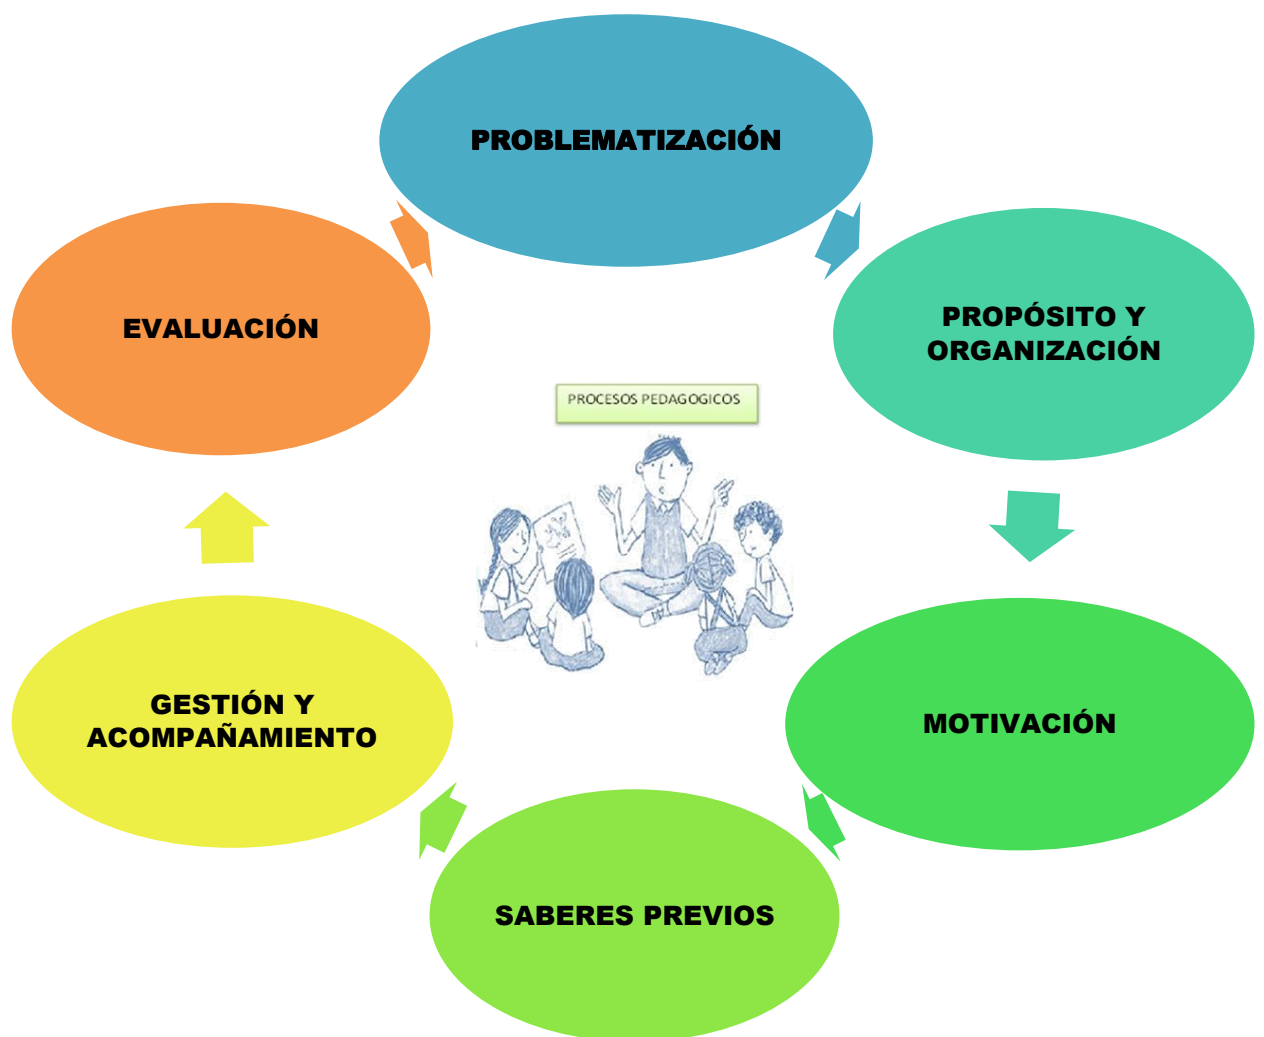 PROBLEMATIZACIÓN
PROPÓSITO Y
ORGANIZACIÓN
MOTIVACIÓN
SABERES PREVIOS
GESTIÓN Y
ACOMPAÑAMIENTO
EVALUACIÓN
PROCESOS PEDAGOGICOS